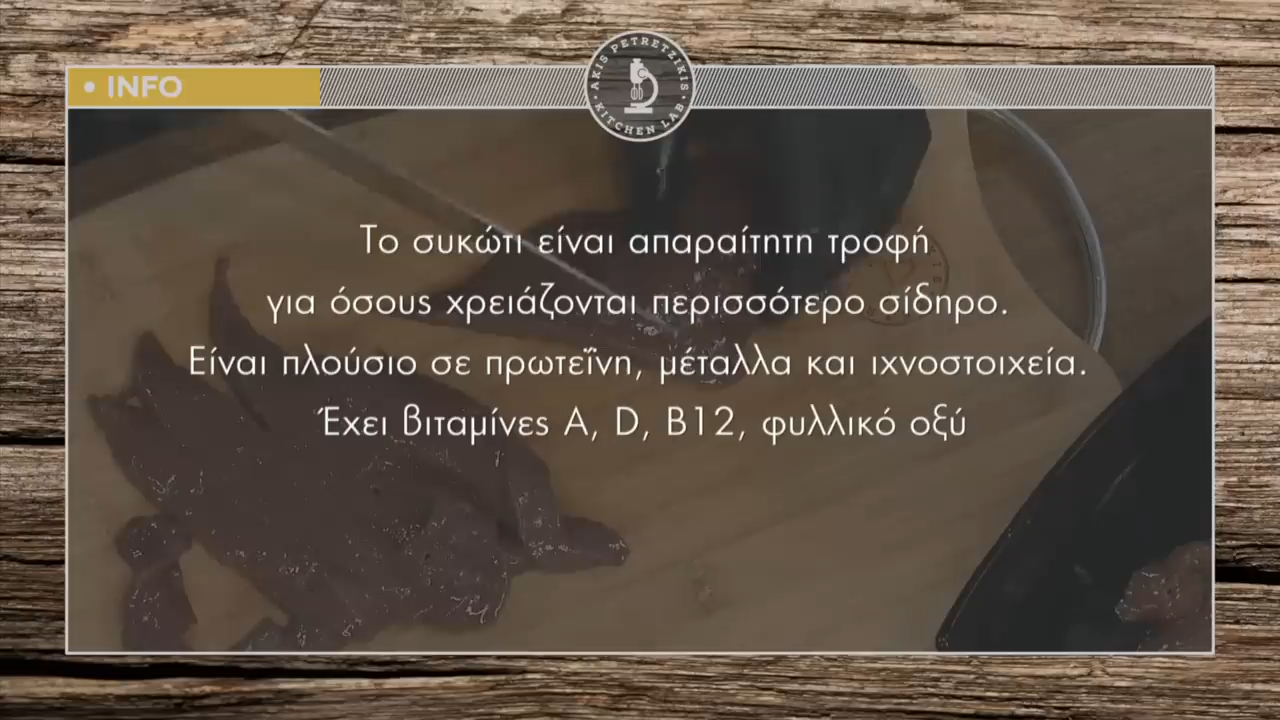 AKIS PETRETZIKIS
KITCHEN LAB
• INFO
Το συκώτι είναι απαραίτητη τροφή
για όσους χρειάζονται περισσότερο σίδηρο.
Είναι πλούσιο σε πρωτεΐνη, μέταλλα και ιχνοστοιχεία.
Έχει βιταμίνες A, D, B12, φυλλικό οξύ